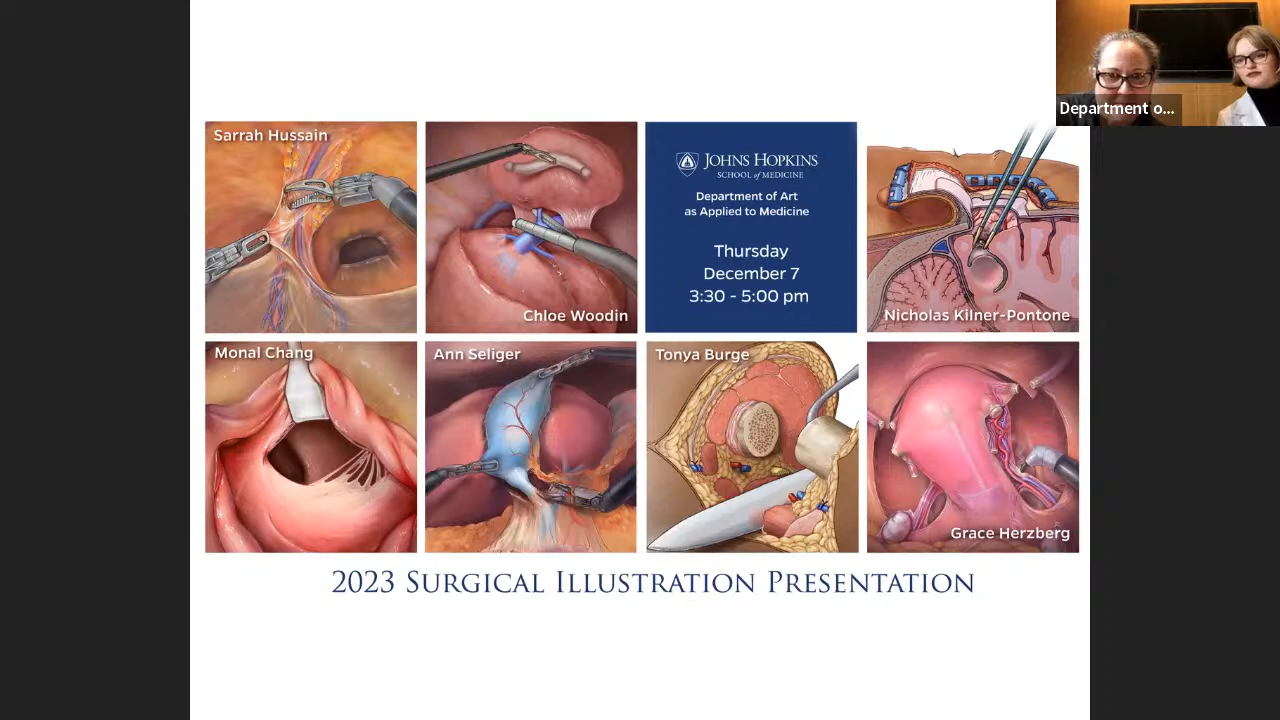 Department o...
Sarrah Hussain
Chloe Woodin
JOHNS HOPKINS
SCHOOL of MEDICINE
Department of Art
as Applied to Medicine
Thursday
December 7
3:30 - 5:00 pm
Nicholas Kilner-Pontone
Monal Chang
Ann Seliger
Tonya Burge
Grace Herzberg
2023 SURGICAL ILLUSTRATION PRESENTATION